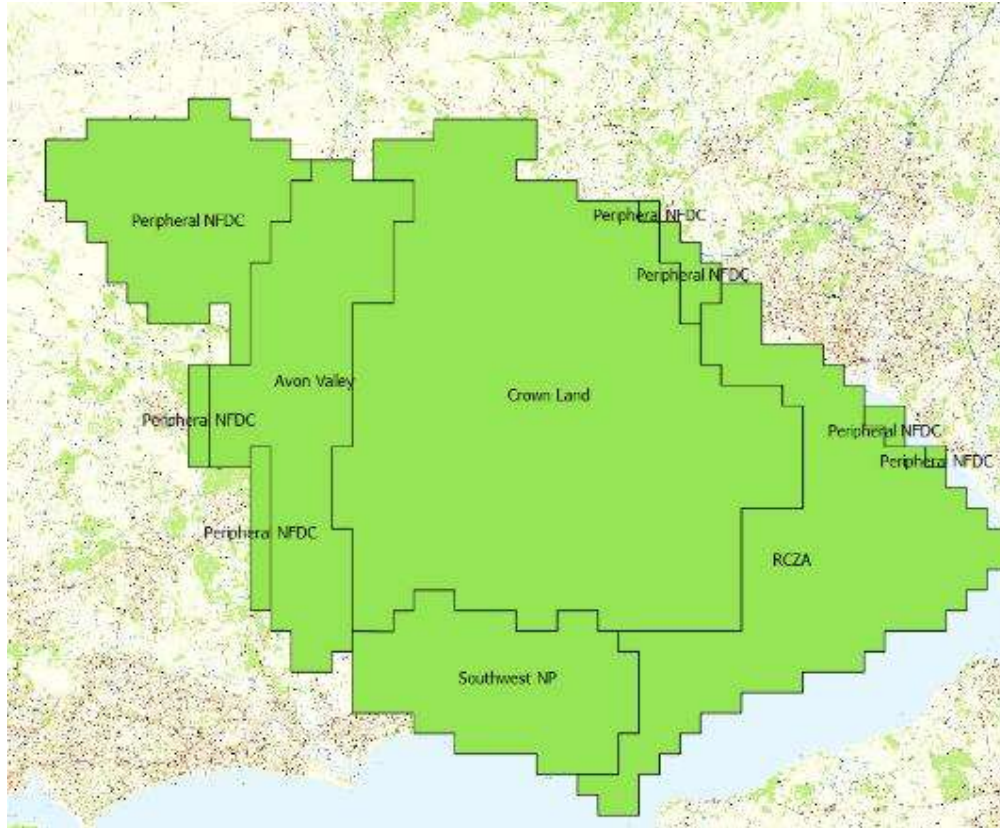 Peripheral NFDC
Peripheral NFDC
Peripheral NFDC
Avon Valley
Crown Land
Peripheral NFDC
Peripheral NFDC
Peripheral NFDC
Peripheral NFDC
RCZA
Southwest NP